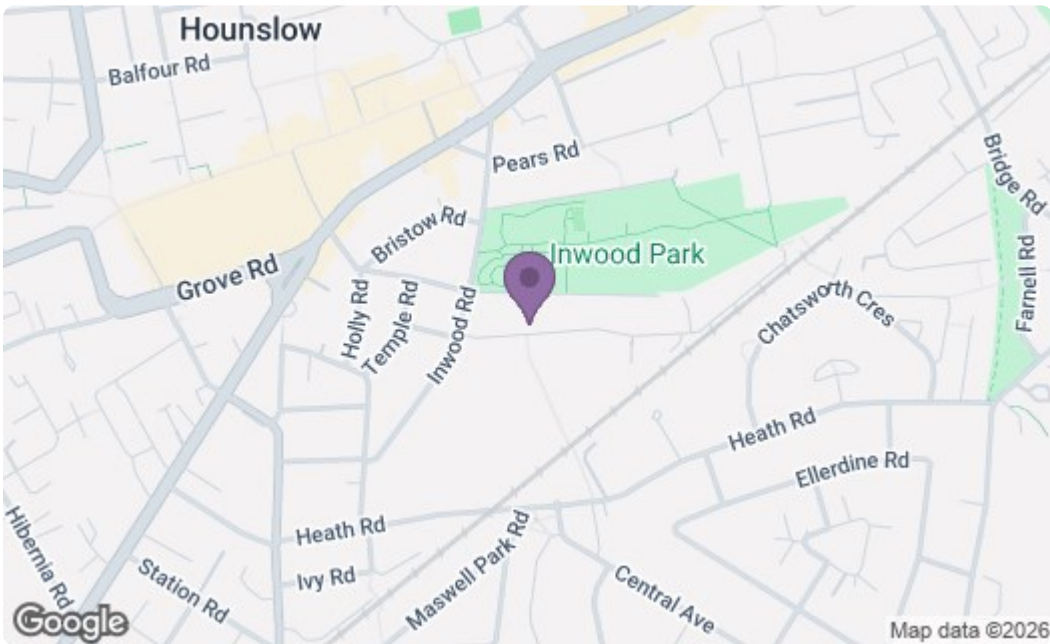 Hounslow
Balfour Rd
Pears Rd
Bridge Rd
Bristow Rd
Inwood Park
Grove Rd
Farnell Rd
Holly Rd
Temple Rd
Inwood Rd
Chatsworth Cres
Heath Rd
Ellerdine Rd
Hibernia Rd
Heath Rd
Maswell Park Rd
Station Rd
Ivy Rd
Central Ave
Google
Map data ©2026